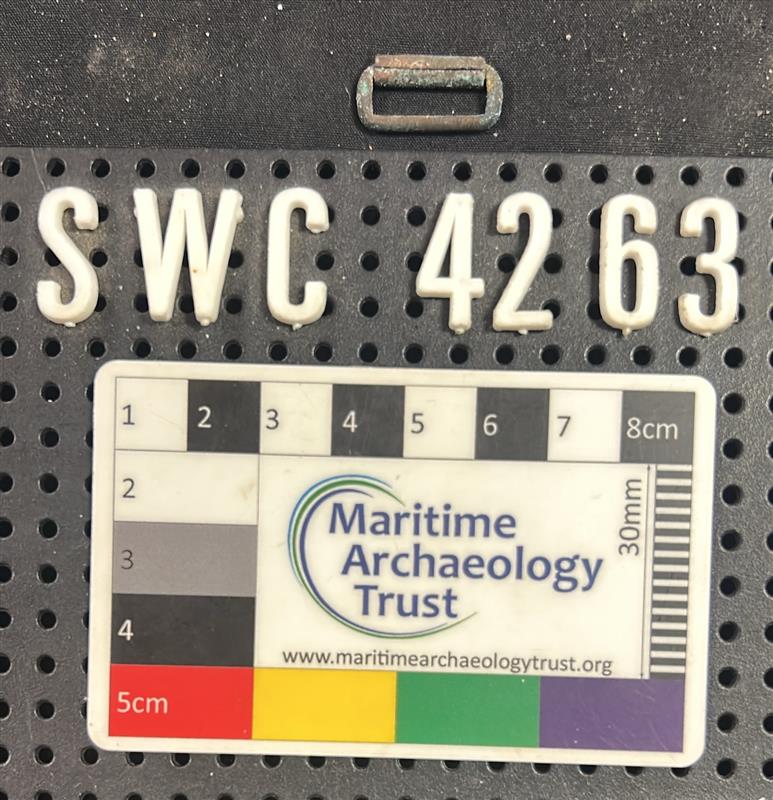 SWC 4263
1 2 3 4 5 6 7 8cm
2
3
4
5cm
30mm
Maritime
Archaeology
Trust
www.maritimearchaeologytrust.org